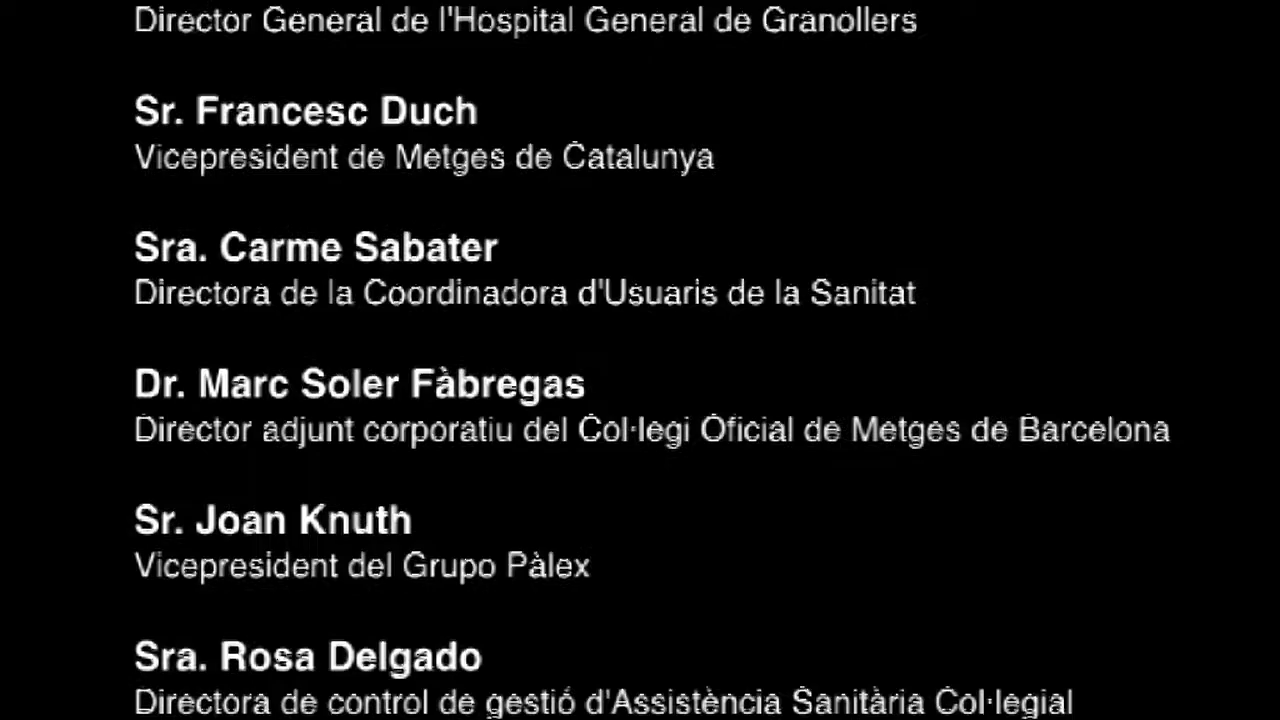 Director General de l'Hospital General de Granollers
Sr. Francesc Duch
Vicepresident de Metges de Catalunya
Sra. Carme Sabater
Directora de la Coordinadora d'Usuaris de la Sanitat
Dr. Marc Soler Fàbregas
Director adjunt corporatiu del Col·legi Oficial de Metges de Barcelona
Sr. Joan Knuth
Vicepresident del Grupo Pàlex
Sra. Rosa Delgado
Directora de control de gestió d'Assistència Sanitària Col·legial